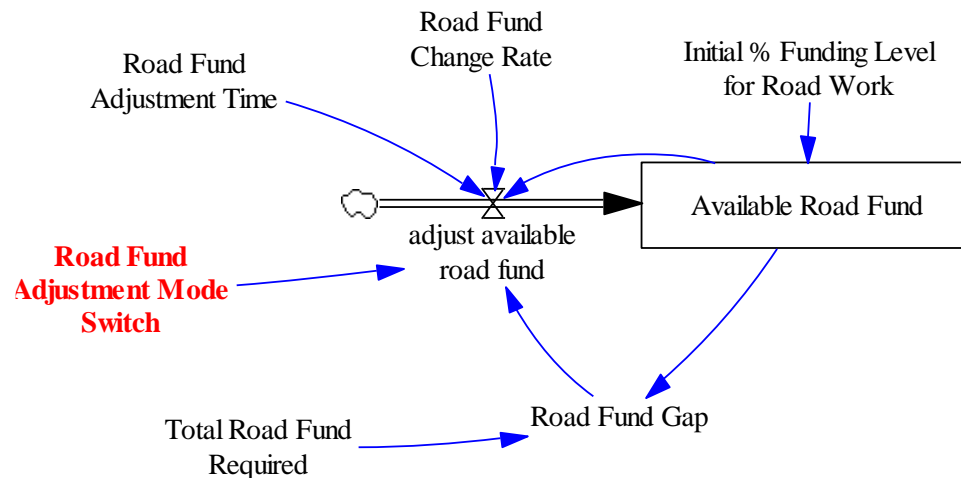 Road Fund
Change Rate
Road Fund
Adjustment Time
Initial % Funding Level
for Road Work
Available Road Fund
adjust available
road fund
Road Fund
Adjustment Mode
Switch
Road Fund Gap
Total Road Fund
Required